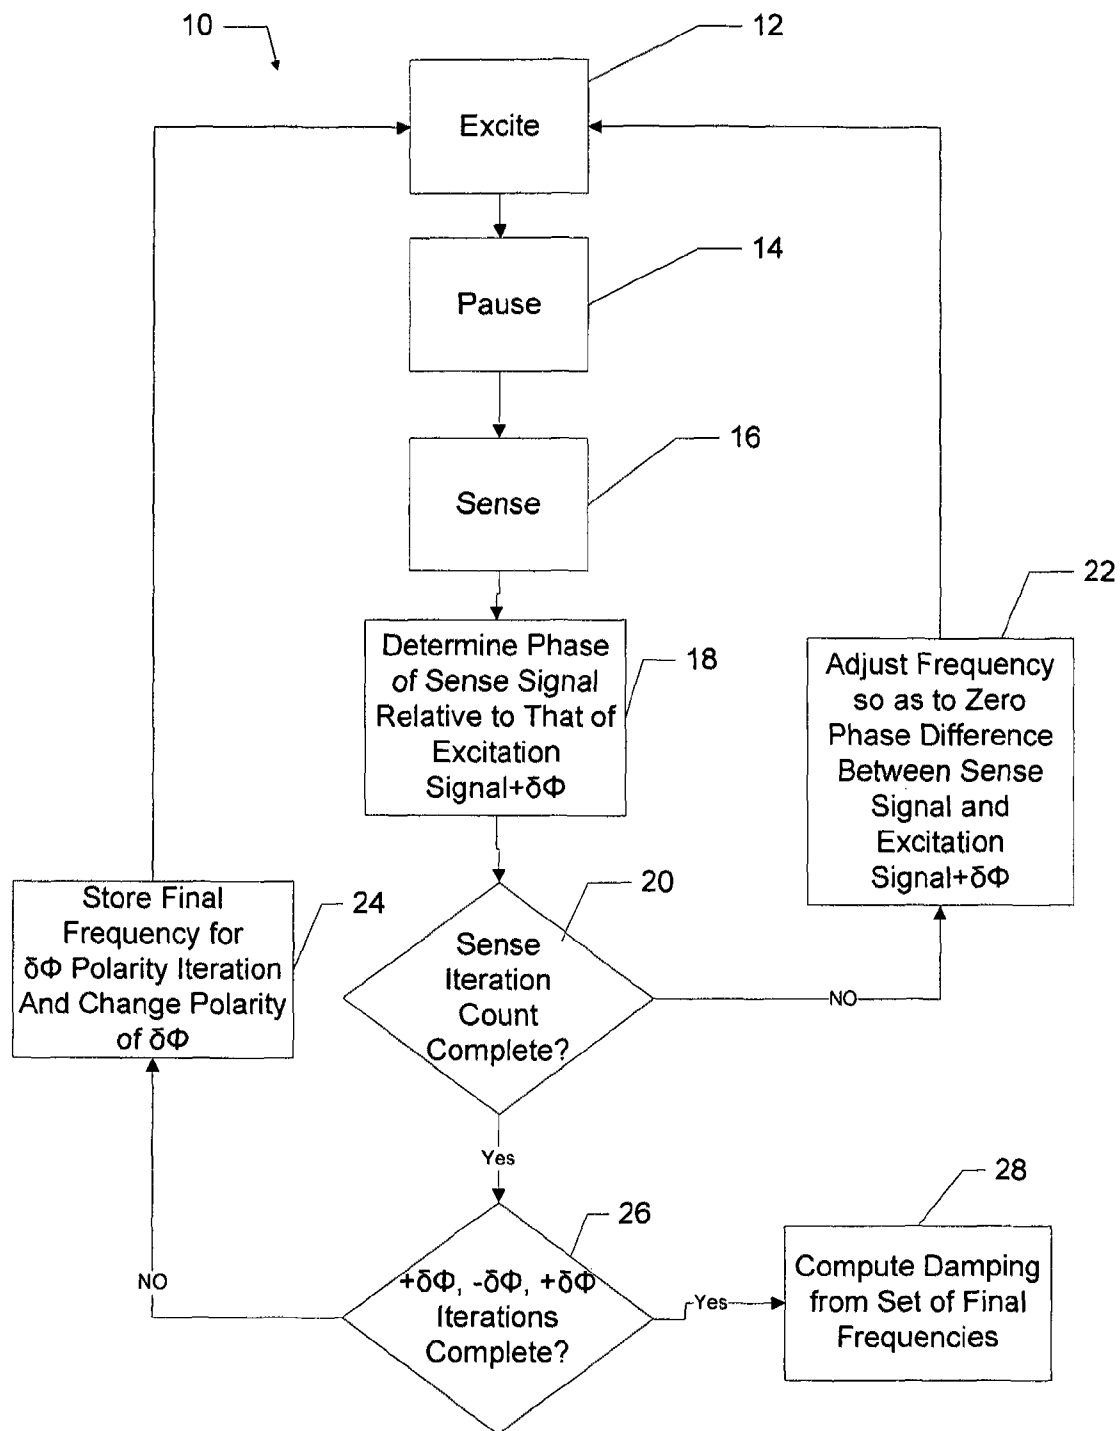 10
12
Excite
14
Pause
16
Sense
18
Determine Phase
of Sense Signal
Relative to That of
Excitation
Signal+δΦ
22
Adjust Frequency
so as to Zero
Phase Difference
Between Sense
Signal and
Excitation
Signal+δΦ
20
Sense
Iteration
Count
Complete?
NO
24
Store Final
Frequency for
δΦ Polarity Iteration
And Change Polarity
of δΦ
Yes
26
+δΦ, -δΦ, +δΦ
Iterations
Complete?
NO
Yes
28
Compute Damping
from Set of Final
Frequencies